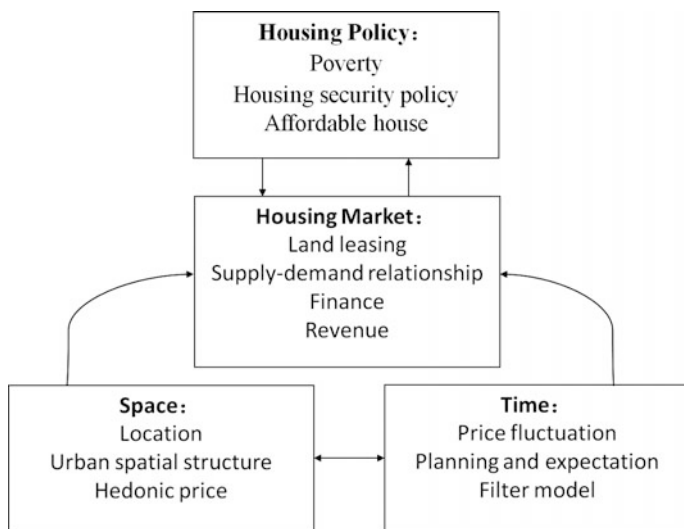 Housing Policy：
Poverty
Housing security policy
Affordable house
Housing Market：
Land leasing
Supply-demand relationship
Finance
Revenue
Space：
Location
Urban spatial structure
Hedonic price
Time：
Price fluctuation
Planning and expectation
Filter model